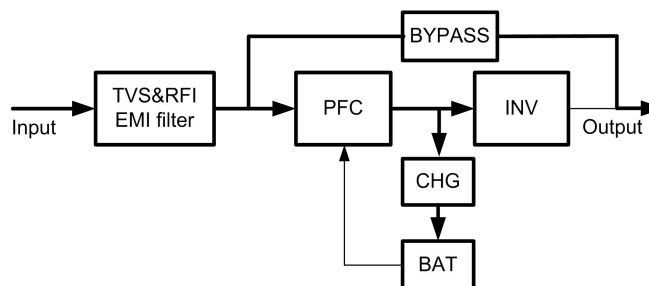 BYPASS
TVS&RFI
EMI filter
PFC
INV
Input
Output
CHG
BAT